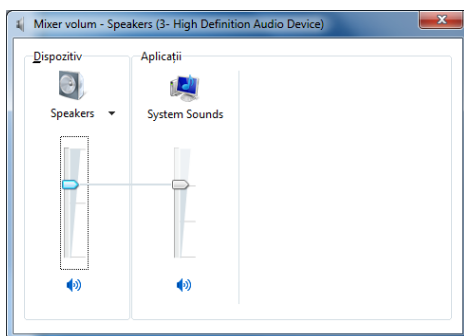 Mixer volum - Speakers (3- High Definition Audio Device)
Dispozitiv
Aplicații
Speakers
System Sounds